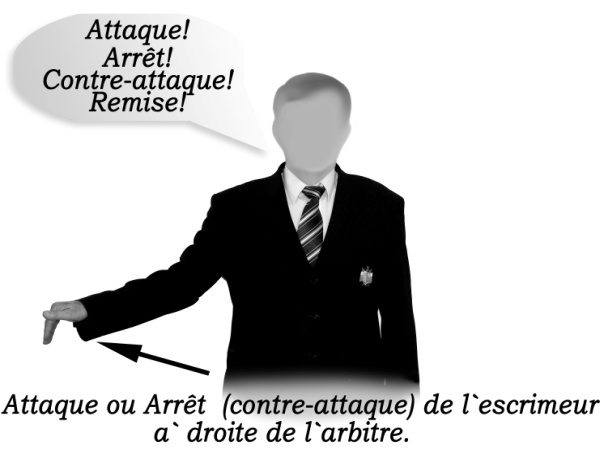 Attaque!
Arrêt!
Contre-attaque!
Remise!
Attaque ou Arrêt (contre-attaque) de l`escrimeur
a` droite de l`arbitre.